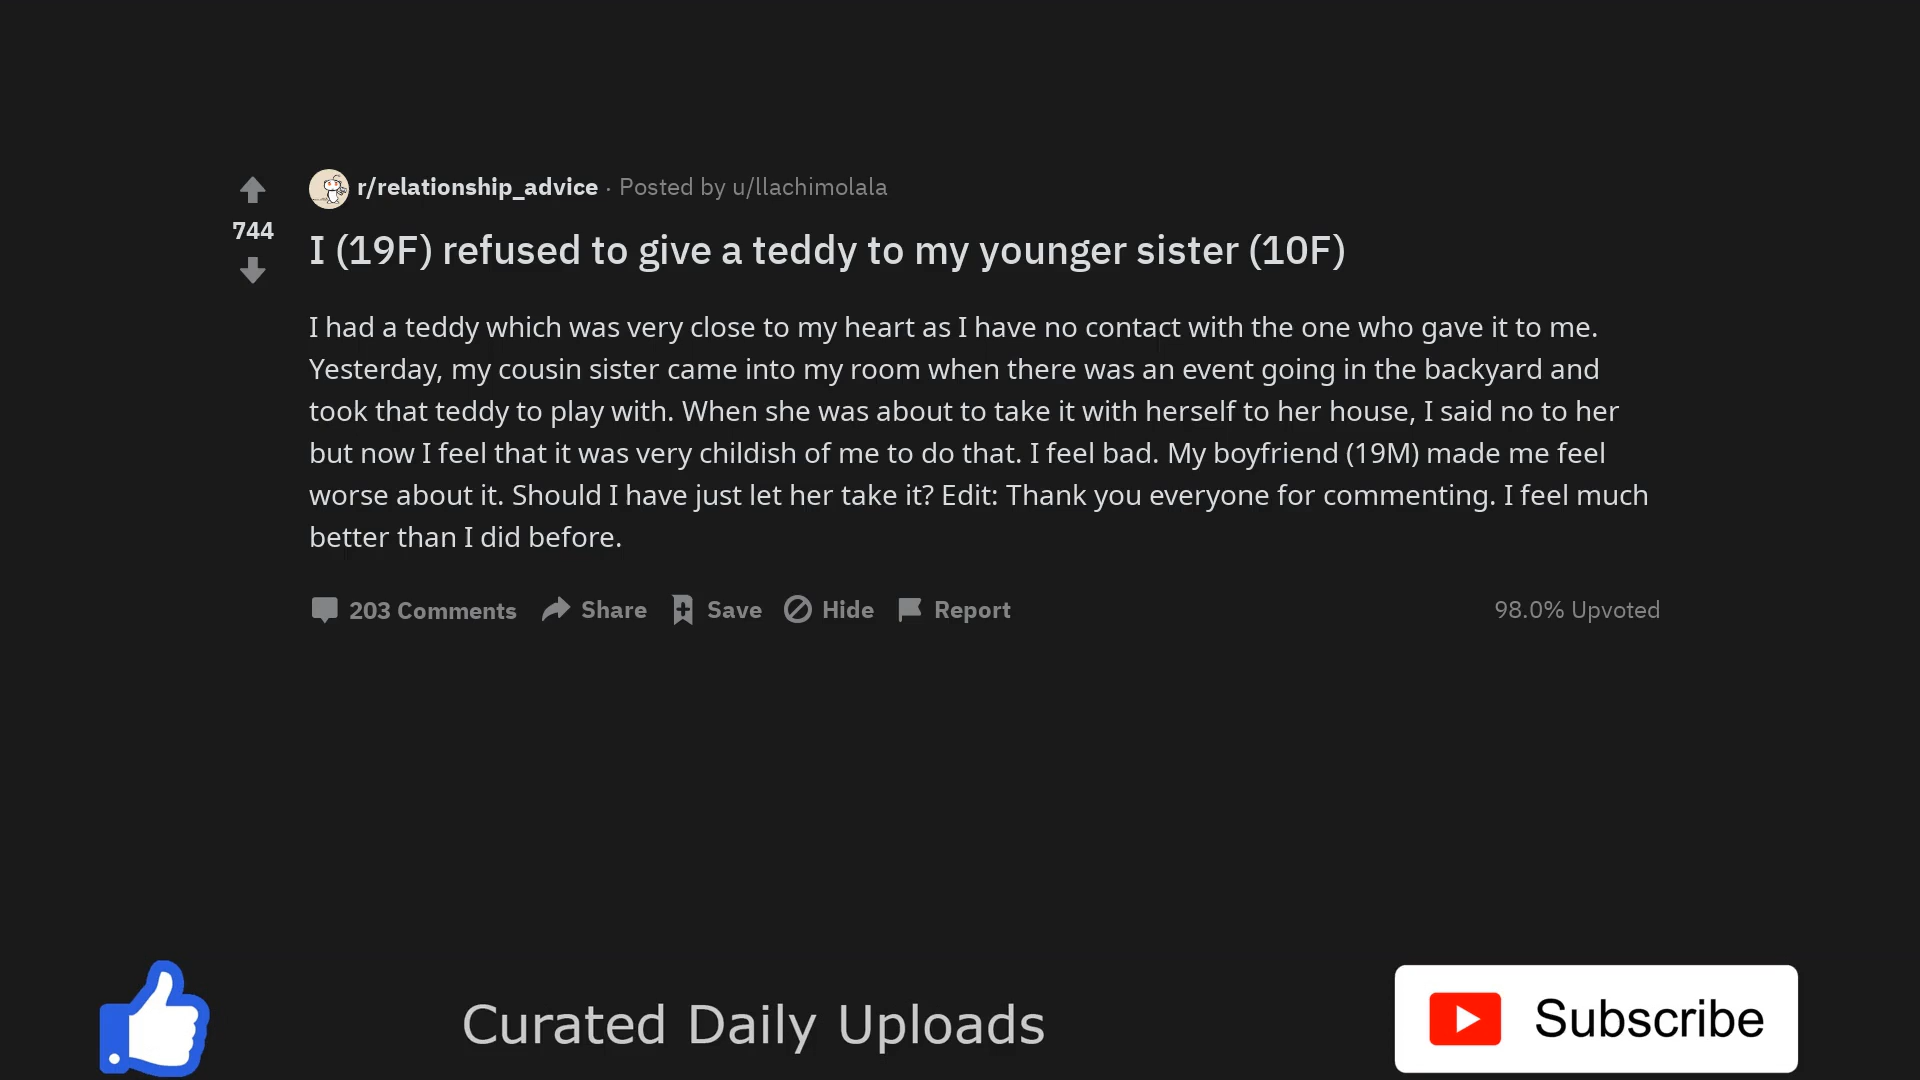 r/relationship_advice · Posted by u/llachimolala
744
I (19F) refused to give a teddy to my younger sister (10F)
I had a teddy which was very close to my heart as I have no contact with the one who gave it to me.
Yesterday, my cousin sister came into my room when there was an event going in the backyard and
took that teddy to play with. When she was about to take it with herself to her house, I said no to her
but now I feel that it was very childish of me to do that. I feel bad. My boyfriend (19M) made me feel
worse about it. Should I have just let her take it? Edit: Thank you everyone for commenting. I feel much
better than I did before.
203 Comments Share Save Hide Report 98.0% Upvoted
Curated Daily Uploads
Subscribe